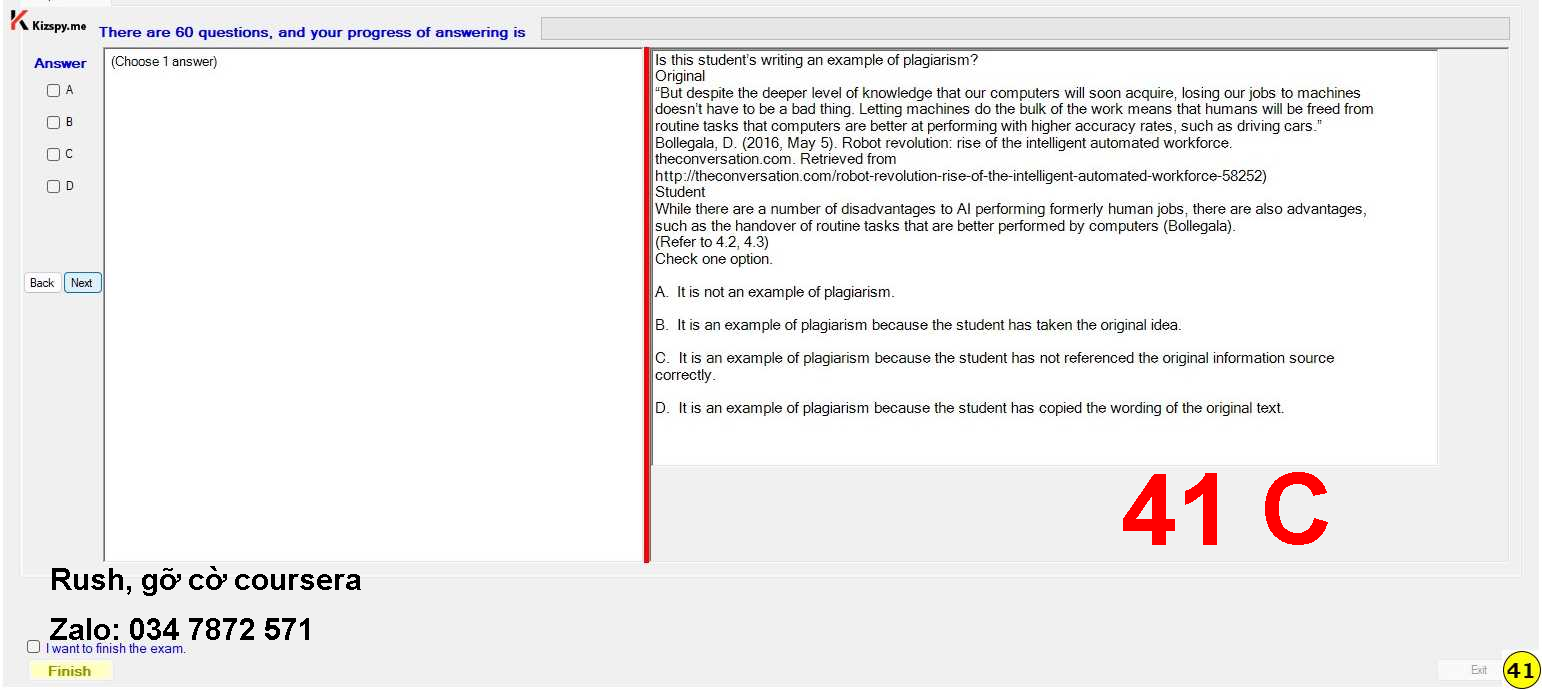 Kizspy.me
There are 60 questions, and your progress of answering is
Answer
A
B
C
D
Back
Next
(Choose 1 answer)
Is this student's writing an example of plagiarism?
Original
“But despite the deeper level of knowledge that our computers will soon acquire, losing our jobs to machines
doesn't have to be a bad thing. Letting machines do the bulk of the work means that humans will be freed from
routine tasks that computers are better at performing with higher accuracy rates, such as driving cars.”
Bollegala, D. (2016, May 5). Robot revolution: rise of the intelligent automated workforce.
theconversation.com. Retrieved from
http://theconversation.com/robot-revolution-rise-of-the-intelligent-automated-workforce-58252)
Student
While there are a number of disadvantages to AI performing formerly human jobs, there are also advantages,
such as the handover of routine tasks that are better performed by computers (Bollegala).
(Refer to 4.2, 4.3)
Check one option.
A. It is not an example of plagiarism.
B. It is an example of plagiarism because the student has taken the original idea.
C. It is an example of plagiarism because the student has not referenced the original information source
correctly.
D. It is an example of plagiarism because the student has copied the wording of the original text.
41 C
Rush, gỡ cờ coursera
Zalo: 034 7872 571
I want to finish the exam.
Finish
Exit
41